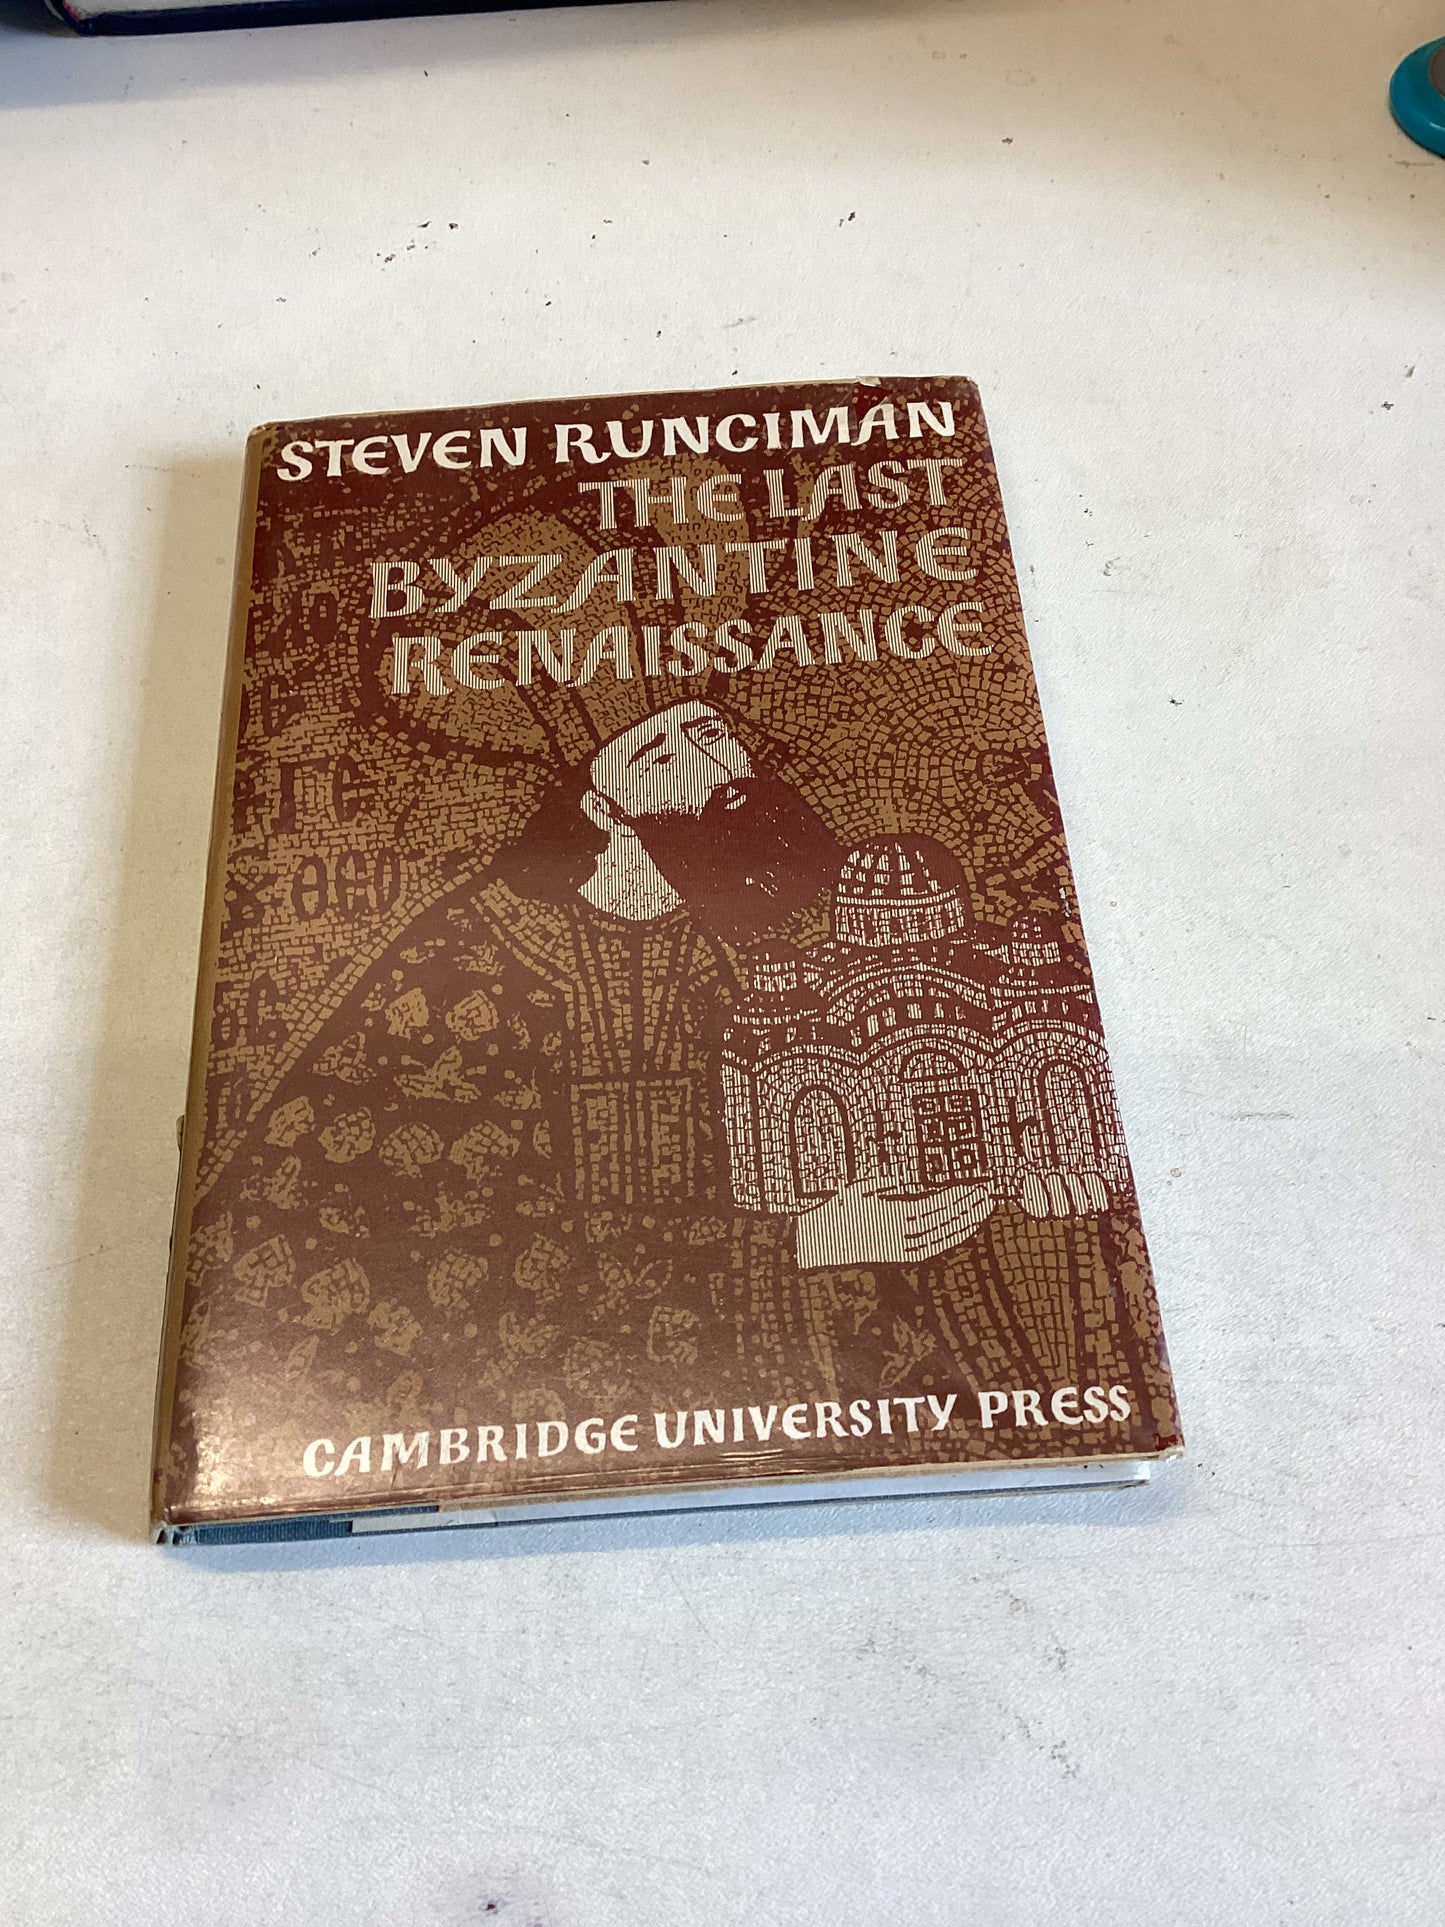 STEVEN RUNCIMAN
THE LAST
BYZANTINE
RENAISSANCE
CAMBRIDGE UNIVERSITY PRESS